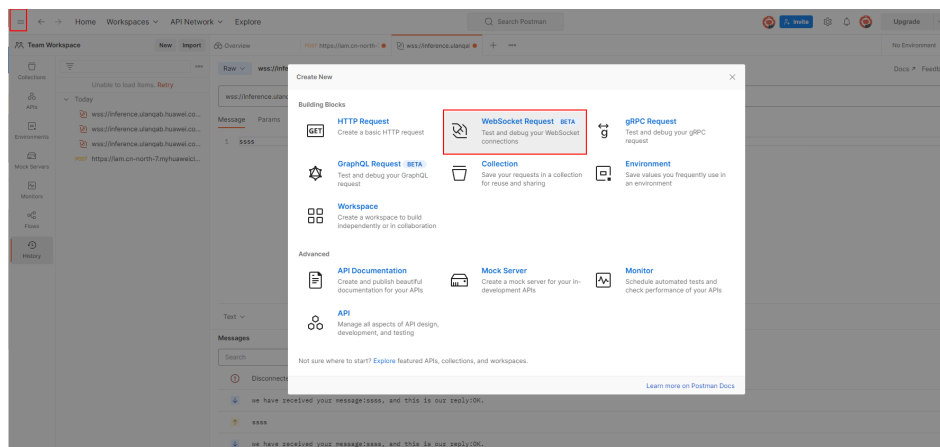 Home Workspaces API Network Explore
Search Postman
Invite
Upgrade
Team Workspace
New Import
Overview
POST https://iam.cn-north-
wss://inference.ulanqa
No Environment
Collections
APIs
Environments
Mock Servers
Monitors
Flows
History
Unable to load items. Retry
Today
wss://inference.ulanqab.huawei.co...
wss://inference.ulanqab.huawei.co...
wss://inference.ulanqab.huawei.co...
POST https://iam.cn-north-7.myhuaweicl...
Raw wss://infe
Docs
wss://inference.ulanq
Message Params
1 ssss
Create New
Building Blocks
GET
HTTP Request
Create a basic HTTP request
WebSocket Request BETA
Test and debug your WebSocket
connections
gRPC Request
Test and debug your gRPC
request
GraphQL Request BETA
Test and debug your GraphQL
request
Collection
Save your requests in a collection
for reuse and sharing
Environment
Save values you frequently use in
an environment
Workspace
Create a workspace to build
independently or in collaboration
Advanced
API Documentation
Create and publish beautiful
documentation for your APIs
Mock Server
Create a mock server for your in-
development APIs
Monitor
Schedule automated tests and
check performance of your APIs
API
Manage all aspects of API design,
development, and testing
Not sure where to start? Explore featured APIs, collections, and workspaces.
Learn more on Postman Docs
Text
Messages
Search
Disconnecte
we have received your message:ssss, and this is our reply:OK.
ssss
we have received your message:ssss, and this is our reply:OK.